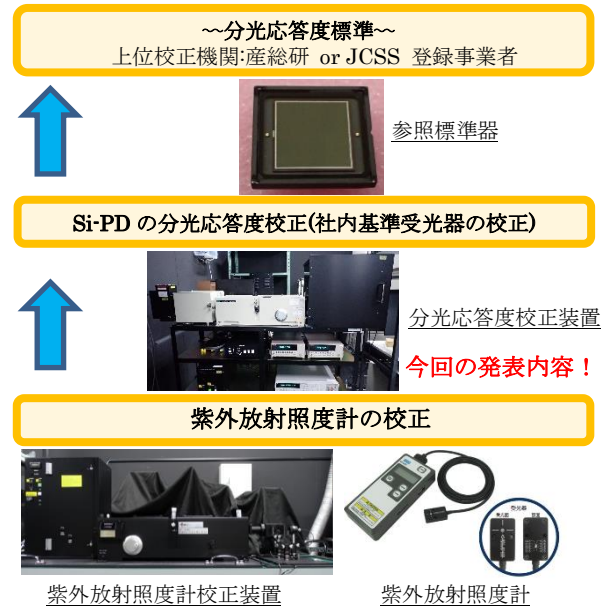 ～分光応答度標準～
上位校正機関:産総研 or JCSS 登録事業者
参照標準器
Si-PD の分光応答度校正(社内基準受光器の校正)
分光応答度校正装置
今回の発表内容！
紫外放射照度計の校正
受光器
紫外放射照度計校正装置
紫外放射照度計